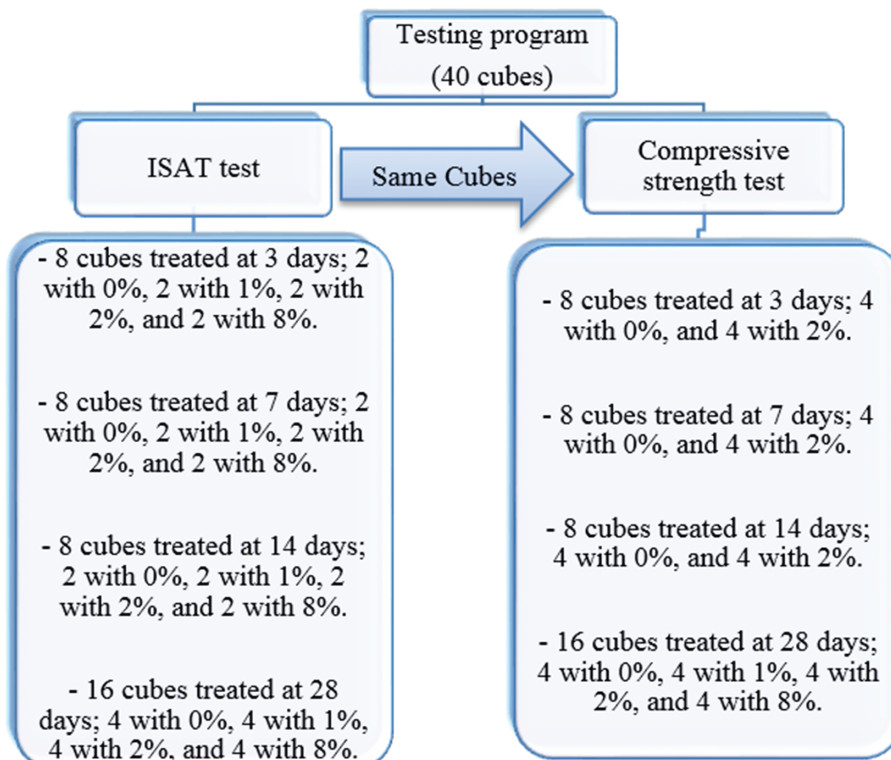 Testing program
(40 cubes)
ISAT test
Same Cubes
Compressive
strength test
- 8 cubes treated at 3 days; 2
with 0%, 2 with 1%, 2 with
2%, and 2 with 8%.
- 8 cubes treated at 7 days; 2
with 0%, 2 with 1%, 2 with
2%, and 2 with 8%.
- 8 cubes treated at 14 days;
2 with 0%, 2 with 1%, 2
with 2%, and 2 with 8%.
- 16 cubes treated at 28
days; 4 with 0%, 4 with 1%,
4 with 2%, and 4 with 8%.
- 8 cubes treated at 3 days; 4
with 0%, and 4 with 2%.
- 8 cubes treated at 7 days; 4
with 0%, and 4 with 2%.
- 8 cubes treated at 14 days;
4 with 0%, and 4 with 2%.
- 16 cubes treated at 28 days;
4 with 0%, 4 with 1%, 4 with
2%, and 4 with 8%.